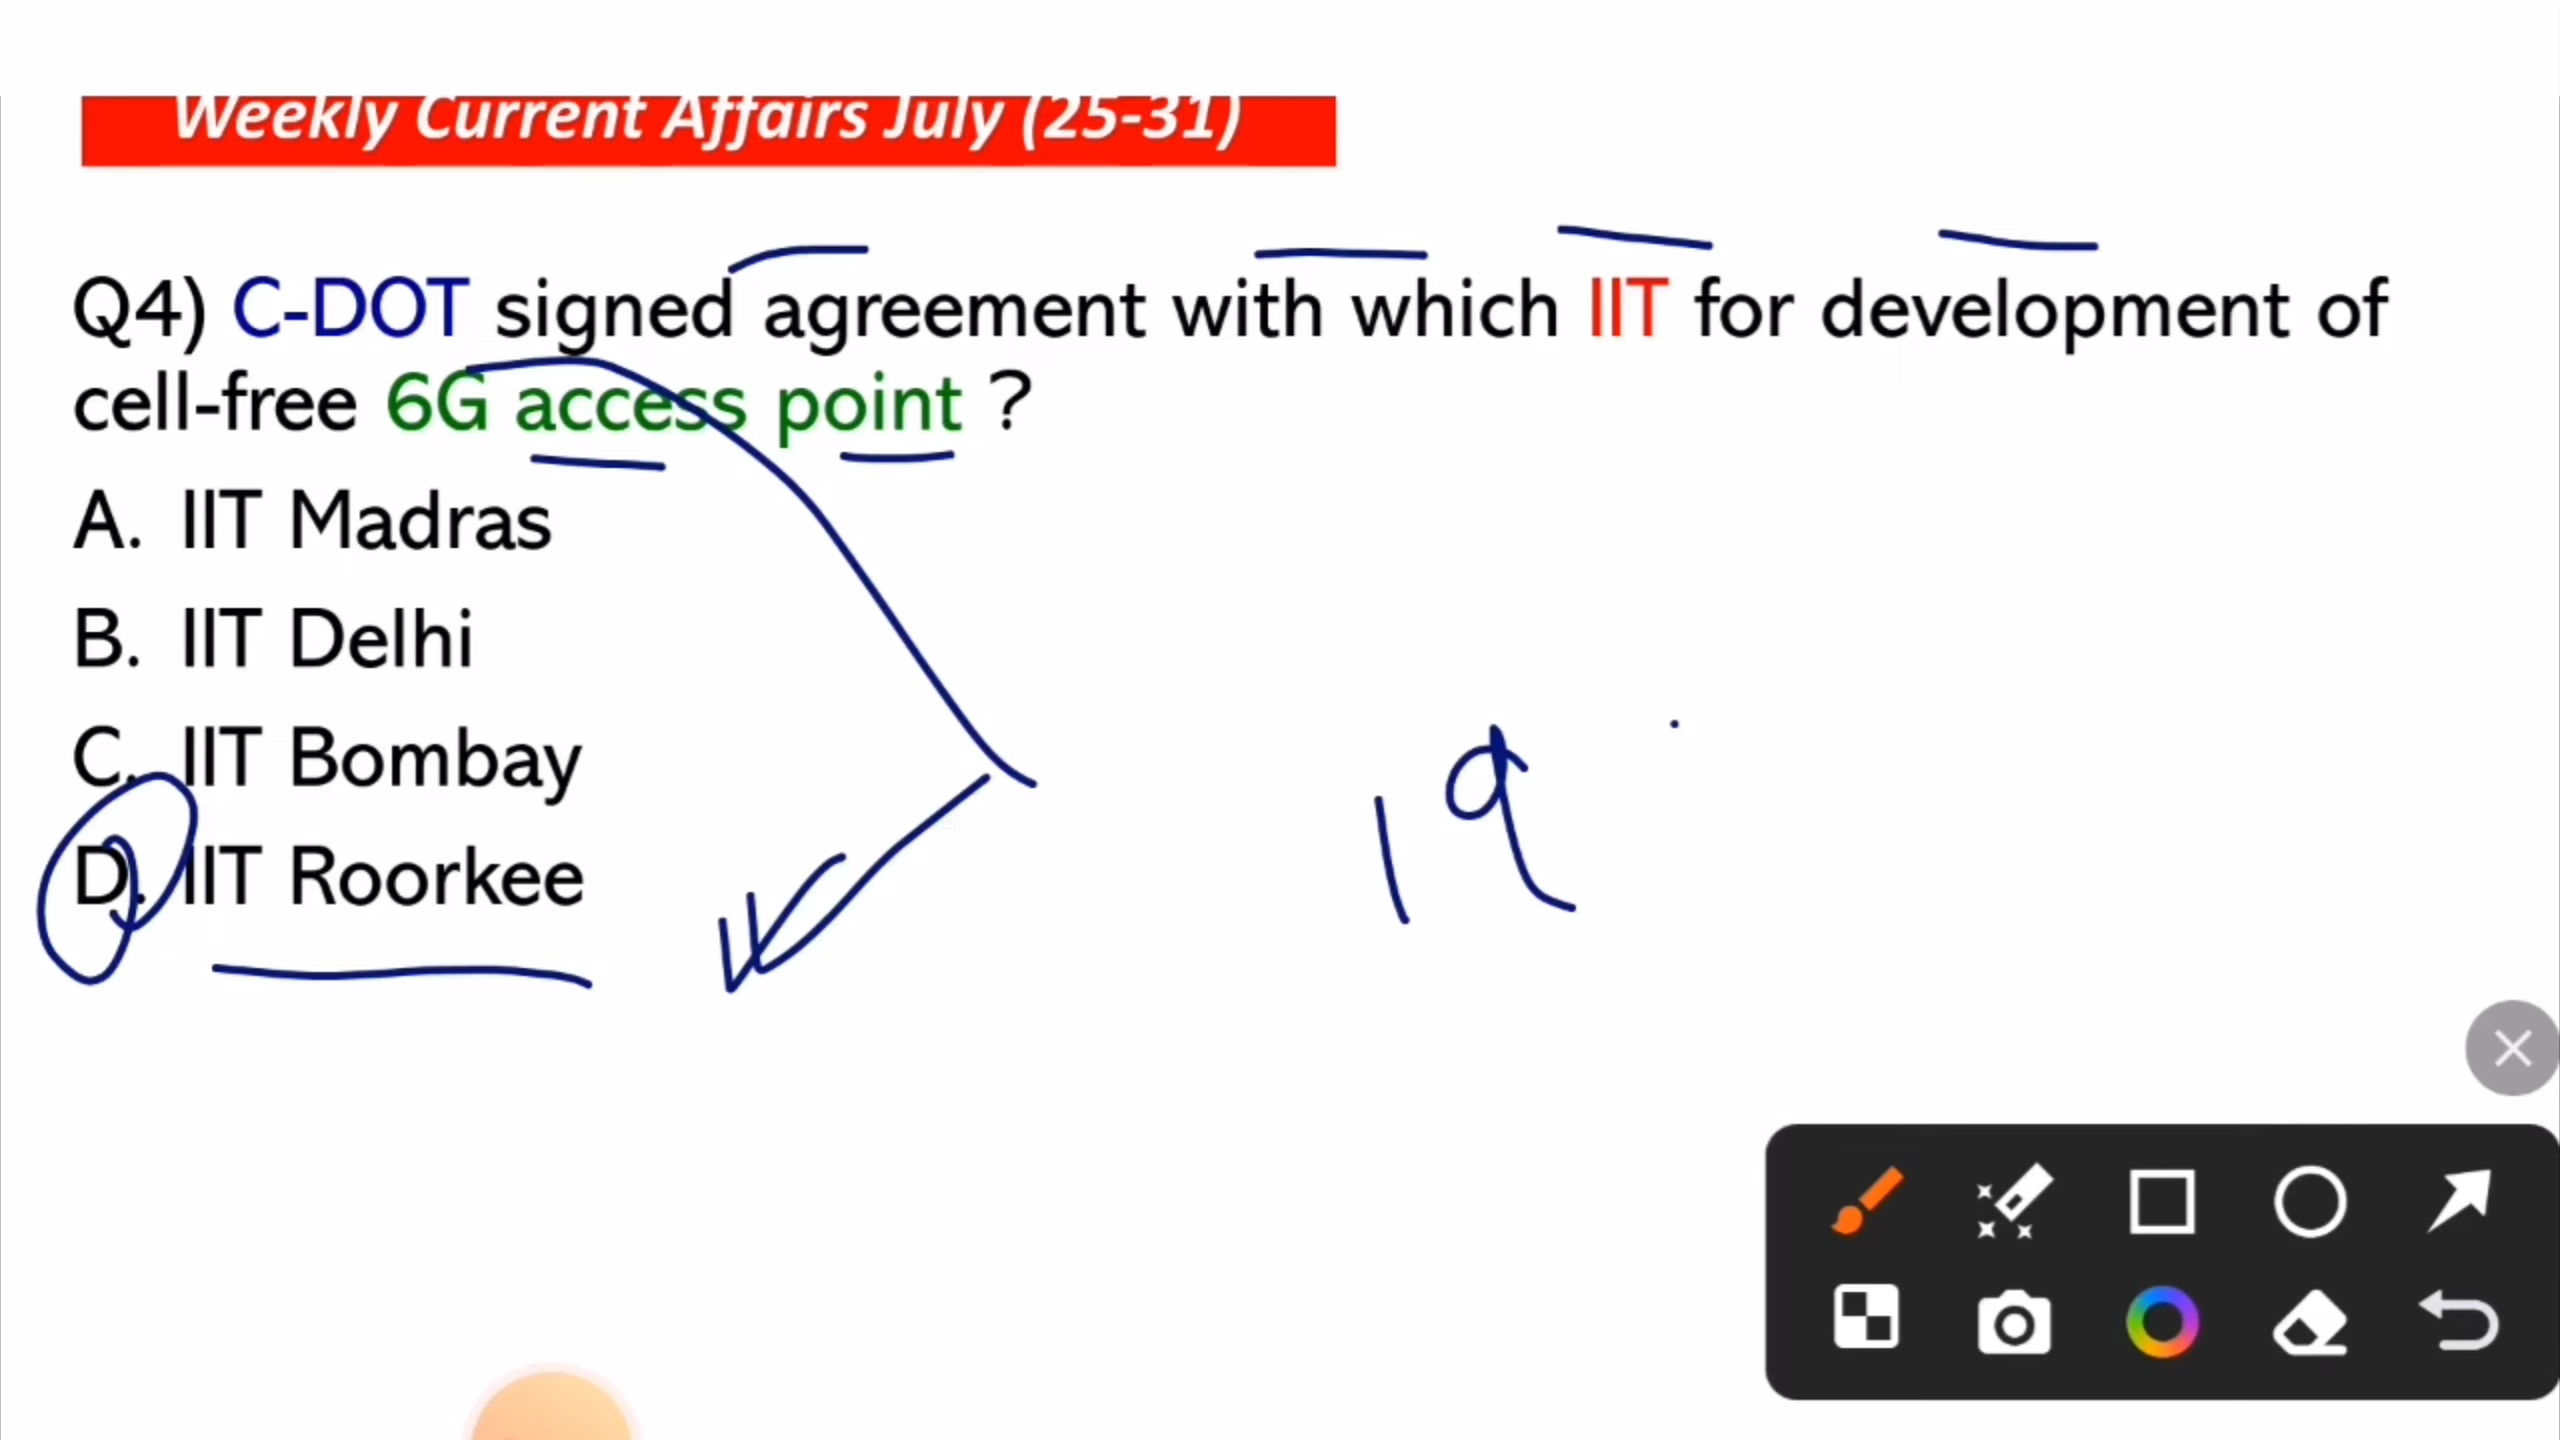 Weekly Current Affairs July (25-31)
Q4) C-DOT signed agreement with which IIT for development of
cell-free 6G access point ?
A. IIT Madras
B. IIT Delhi
C. IIT Bombay
D. IIT Roorkee
19